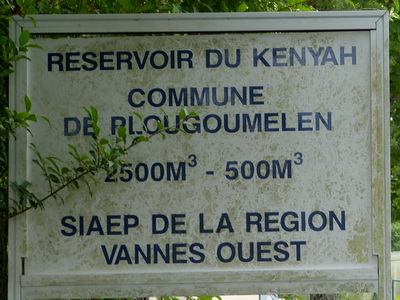 RESERVOIR DU KENYAH
COMMUNE
DE PLOUGOUMELEN
2500M³ - 500M³
SIAEP DE LA REGION
VANNES OUEST